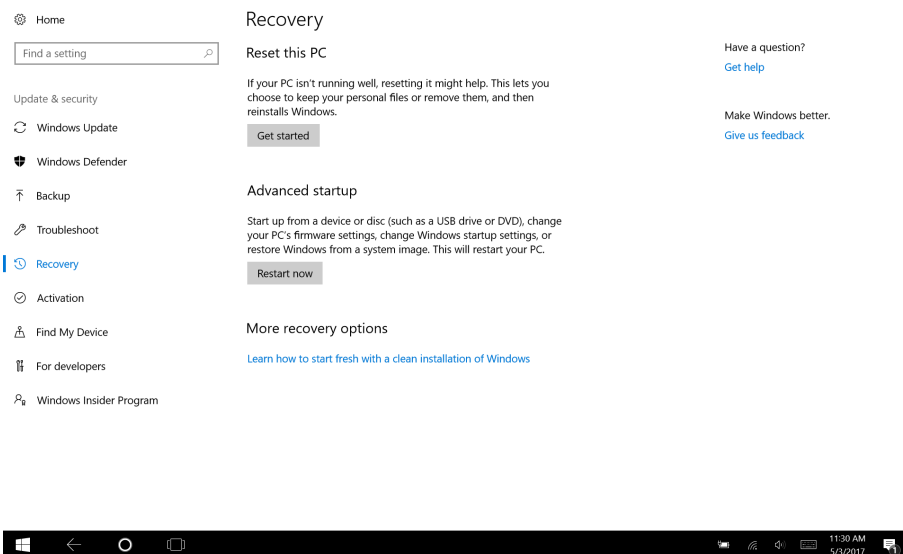 Home
Find a setting
Update & security
Windows Update
Windows Defender
Backup
Troubleshoot
Recovery
Activation
Find My Device
For developers
Windows Insider Program
Recovery
Reset this PC
If your PC isn't running well, resetting it might help. This lets you
choose to keep your personal files or remove them, and then
reinstalls Windows.
Get started
Advanced startup
Start up from a device or disc (such as a USB drive or DVD), change
your PC's firmware settings, change Windows startup settings, or
restore Windows from a system image. This will restart your PC.
Restart now
More recovery options
Learn how to start fresh with a clean installation of Windows
Have a question?
Get help
Make Windows better.
Give us feedback
11:30 AM
5/3/2017
1